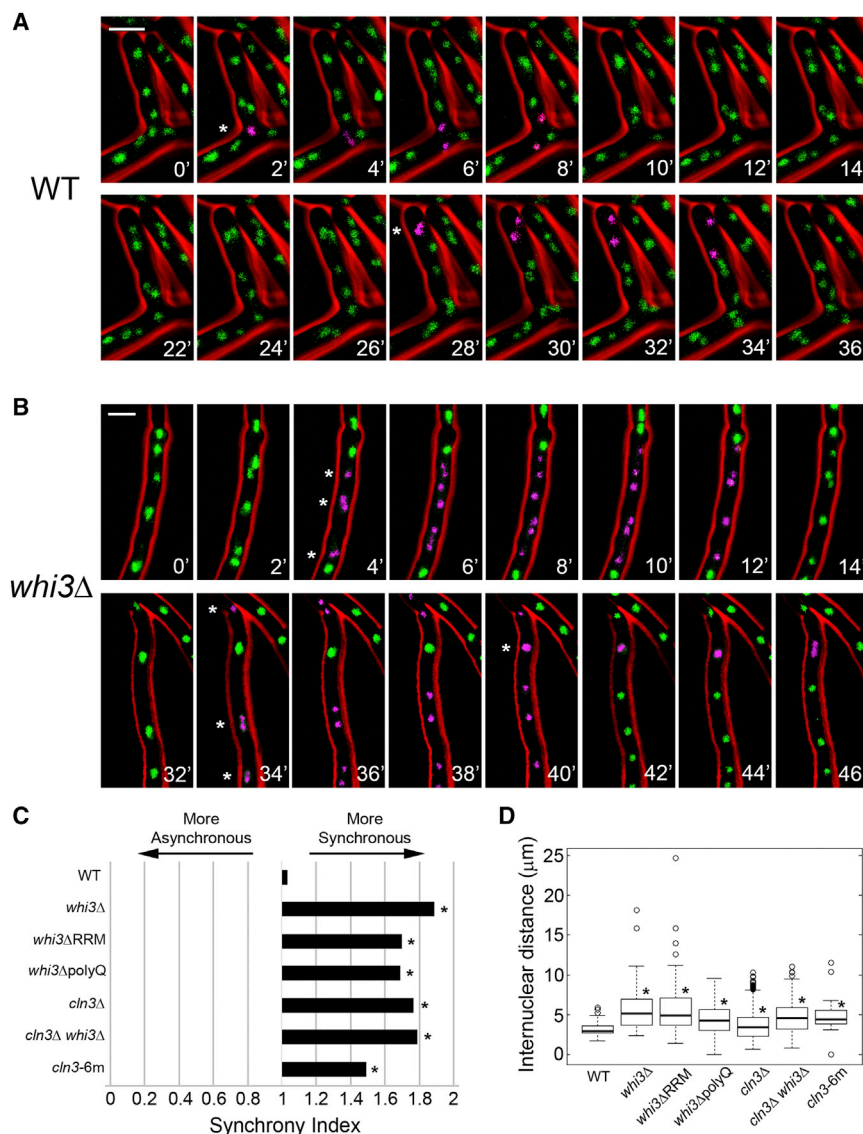 A
WT
*
0' 2' 4' 6' 8' 10' 12' 14
*
22' 24' 26' 28' 30' 32' 34' 36
B
whi3Δ
* * *
0' 2' 4' 6' 8' 10' 12' 14'
* * * *
32' 34' 36' 38' 40' 42' 44' 46
C
More Asynchronous
More Synchronous
WT
whi3Δ *
whi3ΔRRM *
whi3ΔpolyQ *
cln3Δ *
cln3Δ whi3Δ *
cln3-6m *
0 0.2 0.4 0.6 0.8 1 1.2 1.4 1.6 1.8 2
Synchrony Index
D
Internuclear distance (μm)
25
20
15
10
5
0
* * * * * *
WT whi3Δ whi3ΔRRM whi3ΔpolyQ cln3Δ cln3Δ whi3Δ cln3-6m